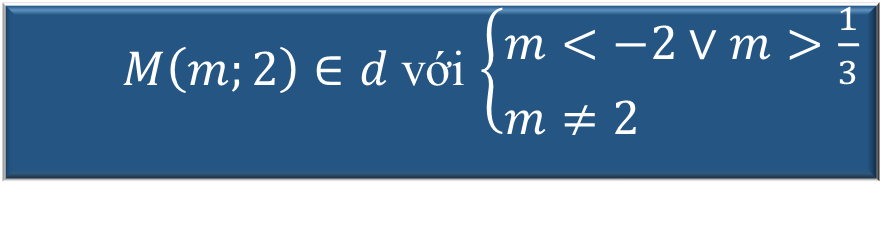 M(m; 2) ∈ d với { m < −2 ∨ m > 1/3
m ≠ 2